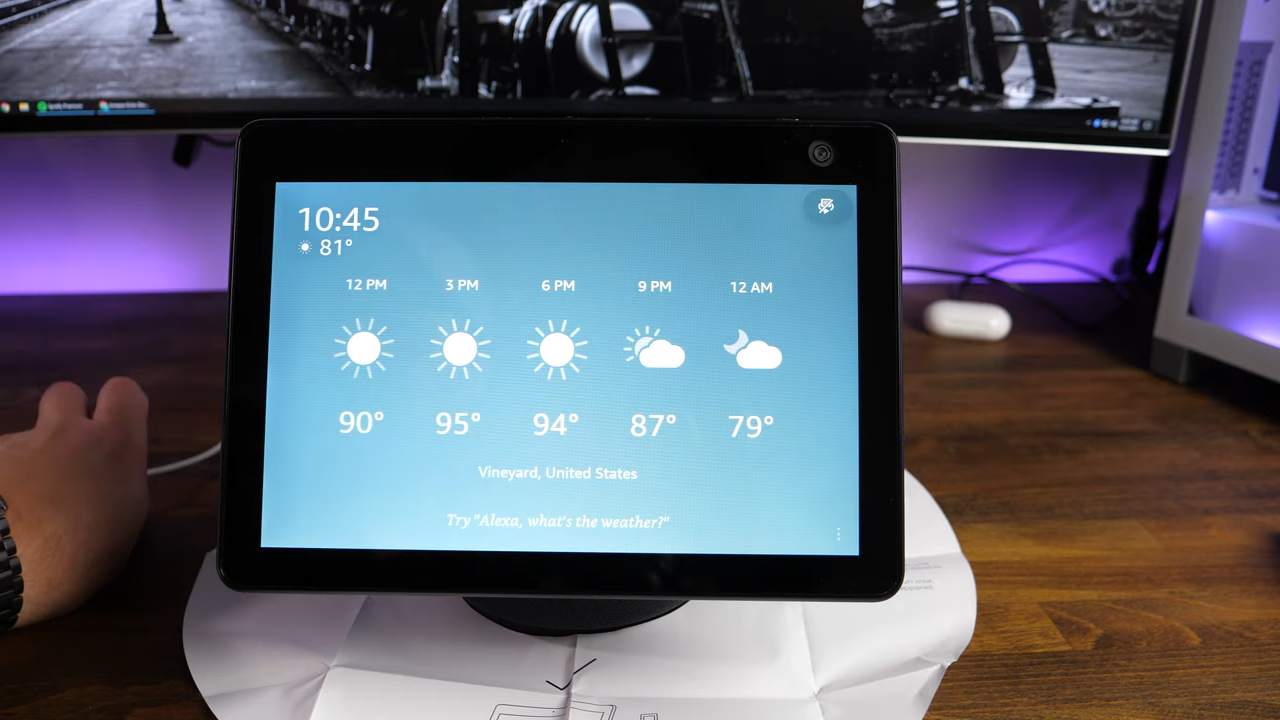 10:45
81°
12 PM 3 PM 6 PM 9 PM 12 AM
90° 95° 94° 87° 79°
Vineyard, United States
Try "Alexa, what's the weather?"